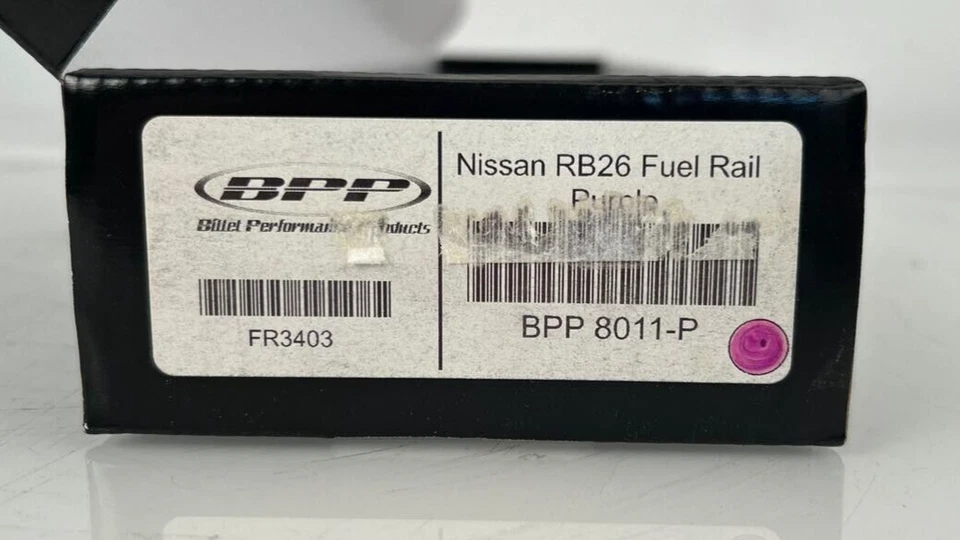 BPP
Billet Performance Products
FR3403
Nissan RB26 Fuel Rail
Purple
BPP 8011-P